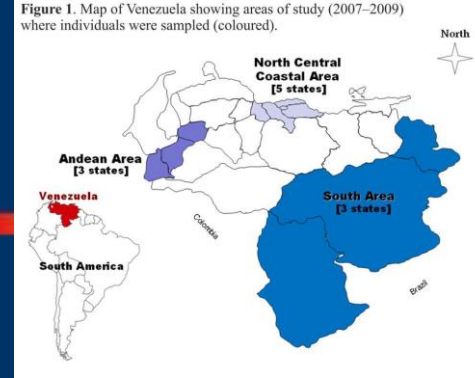 Figure 1. Map of Venezuela showing areas of study (2007–2009)
where individuals were sampled (coloured).
North
North Central
Coastal Area
[5 states]
Andean Area
[3 states]
South Area
[3 states]
Venezuela
Colombia
South America
Brazil